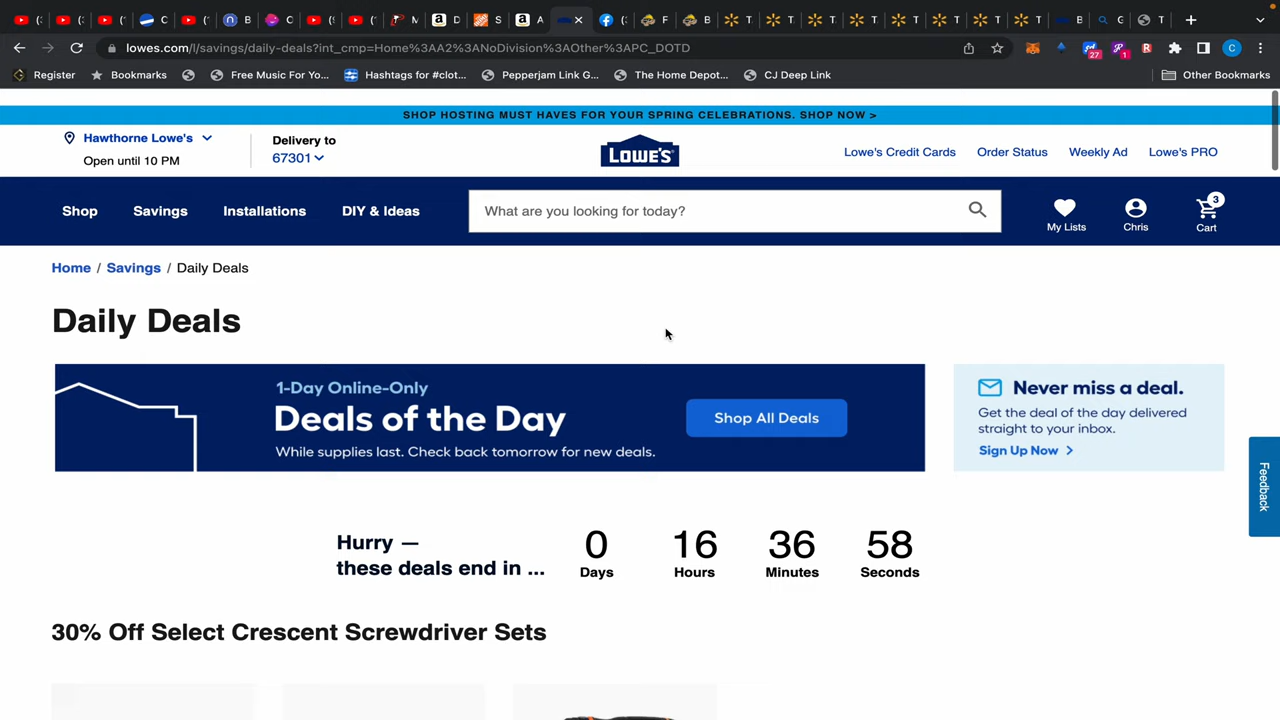 lowes.com/l/savings/daily-deals?int_cmp=Home%3AA2%3ANoDivision%3AOther%3APC_DOTD
Register
Bookmarks
Free Music For Yo...
Hashtags for #clot...
Pepperjam Link G...
The Home Depot...
CJ Deep Link
Other Bookmarks
27
1
SHOP HOSTING MUST HAVES FOR YOUR SPRING CELEBRATIONS. SHOP NOW >
Hawthorne Lowe's
Open until 10 PM
Delivery to
67301
LOWE'S
Lowe's Credit Cards
Order Status
Weekly Ad
Lowe's PRO
Shop
Savings
Installations
DIY & Ideas
What are you looking for today?
My Lists
Chris
3
Cart
Home / Savings / Daily Deals
Daily Deals
1-Day Online-Only
Deals of the Day
While supplies last. Check back tomorrow for new deals.
Shop All Deals
Never miss a deal.
Get the deal of the day delivered
straight to your inbox.
Sign Up Now >
Feedback
Hurry —
these deals end in ...
0
Days
16
Hours
36
Minutes
58
Seconds
30% Off Select Crescent Screwdriver Sets